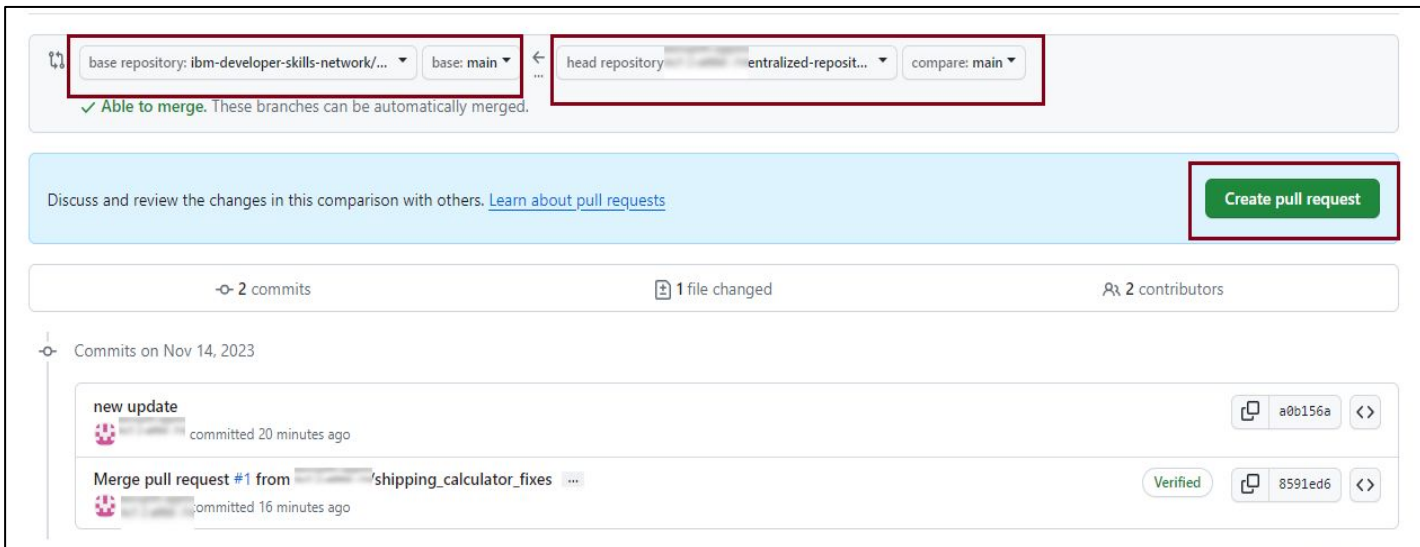 base repository: ibm-developer-skills-network/... base: main head repository entralized-reposit... compare: main
Able to merge. These branches can be automatically merged.
Discuss and review the changes in this comparison with others. Learn about pull requests
Create pull request
2 commits 1 file changed 2 contributors
Commits on Nov 14, 2023
new update
a0b156a
committed 20 minutes ago
Merge pull request #1 from /shipping_calculator_fixes ...
Verified 8591ed6
committed 16 minutes ago